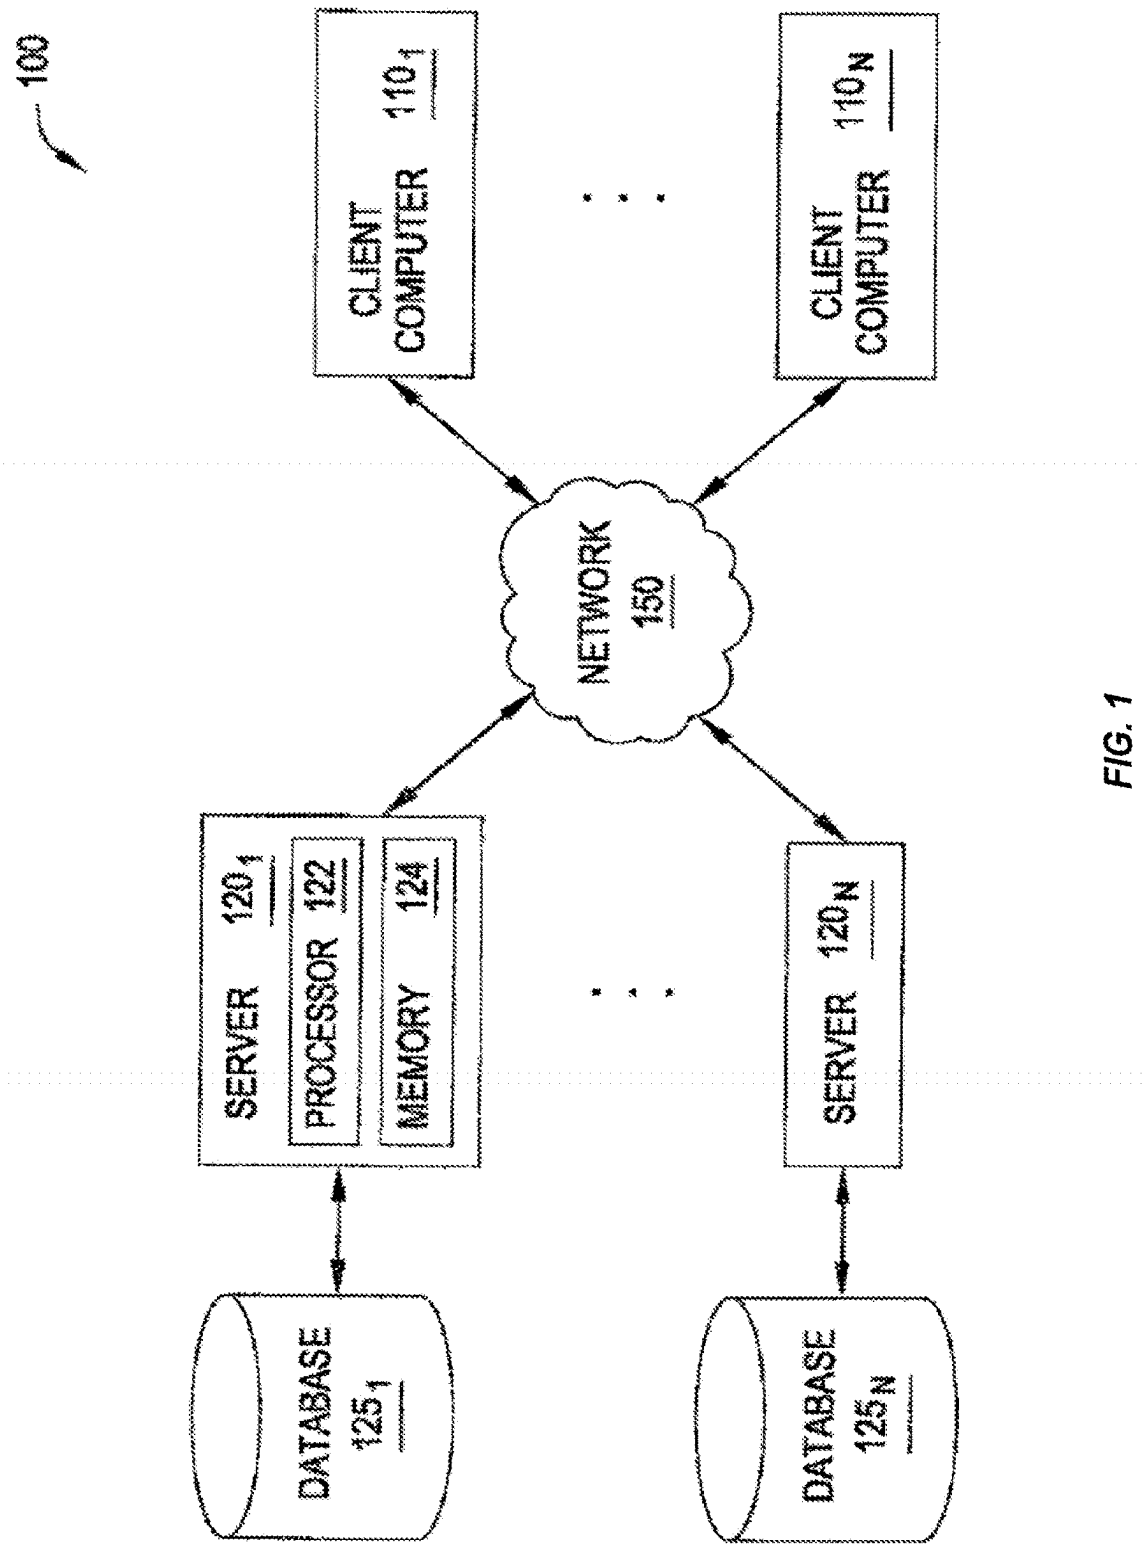 100
DATABASE
125₁
SERVER 120₁
PROCESSOR 122
MEMORY 124
NETWORK
150
CLIENT
COMPUTER 110₁
. . .
. . .
DATABASE
125N
SERVER 120N
CLIENT
COMPUTER 110N
FIG. 1